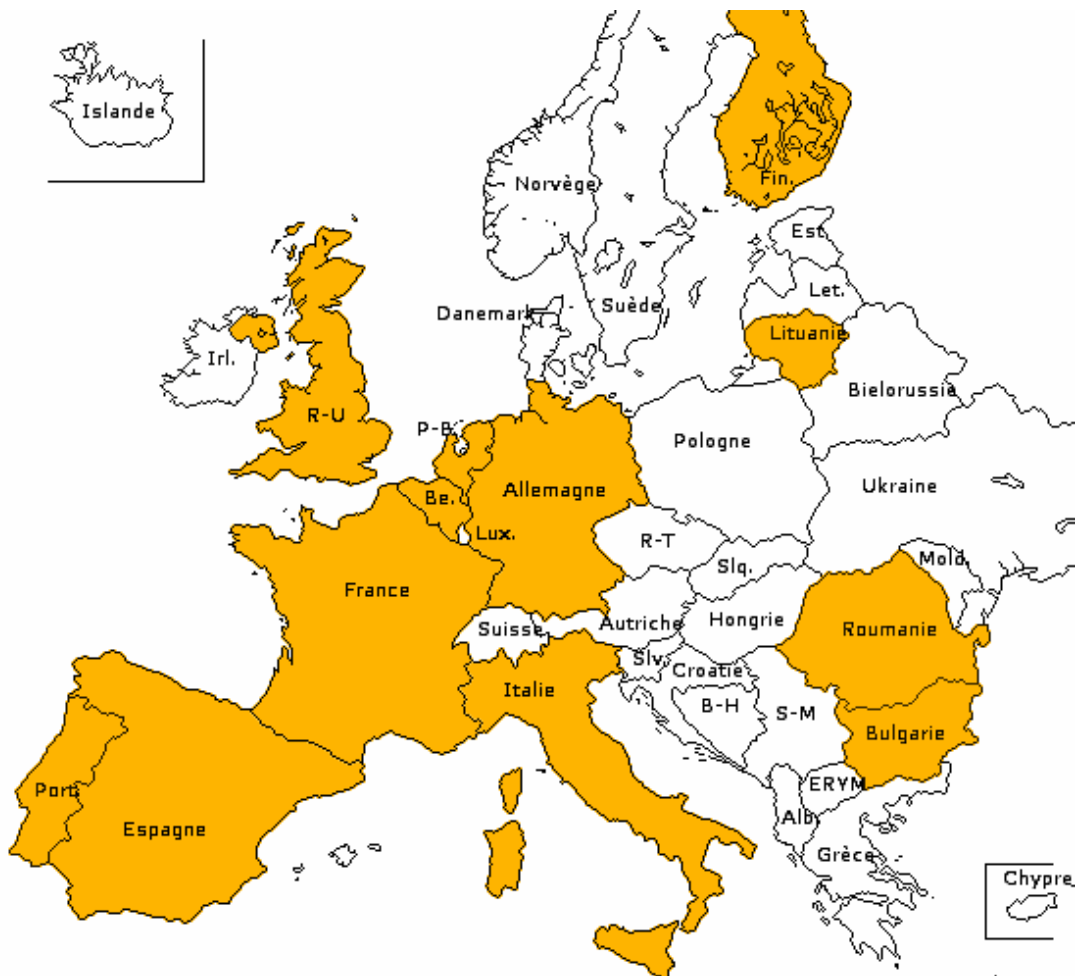 Islande
Norvège
Fin.
Est.
Danemark
Suède
Let.
Lituanie
Irl.
Bielorussie
R-U
P-B.
Pologne
Be.
Allemagne
Ukraine
Lux.
R-T
Slq.
Mold.
France
Suisse
Autriche
Hongrie
Roumanie
Slv.
Croatie
Italie
B-H
S-M
Bulgarie
Port.
ERYM
Espagne
Alb.
Grèce
Chypre